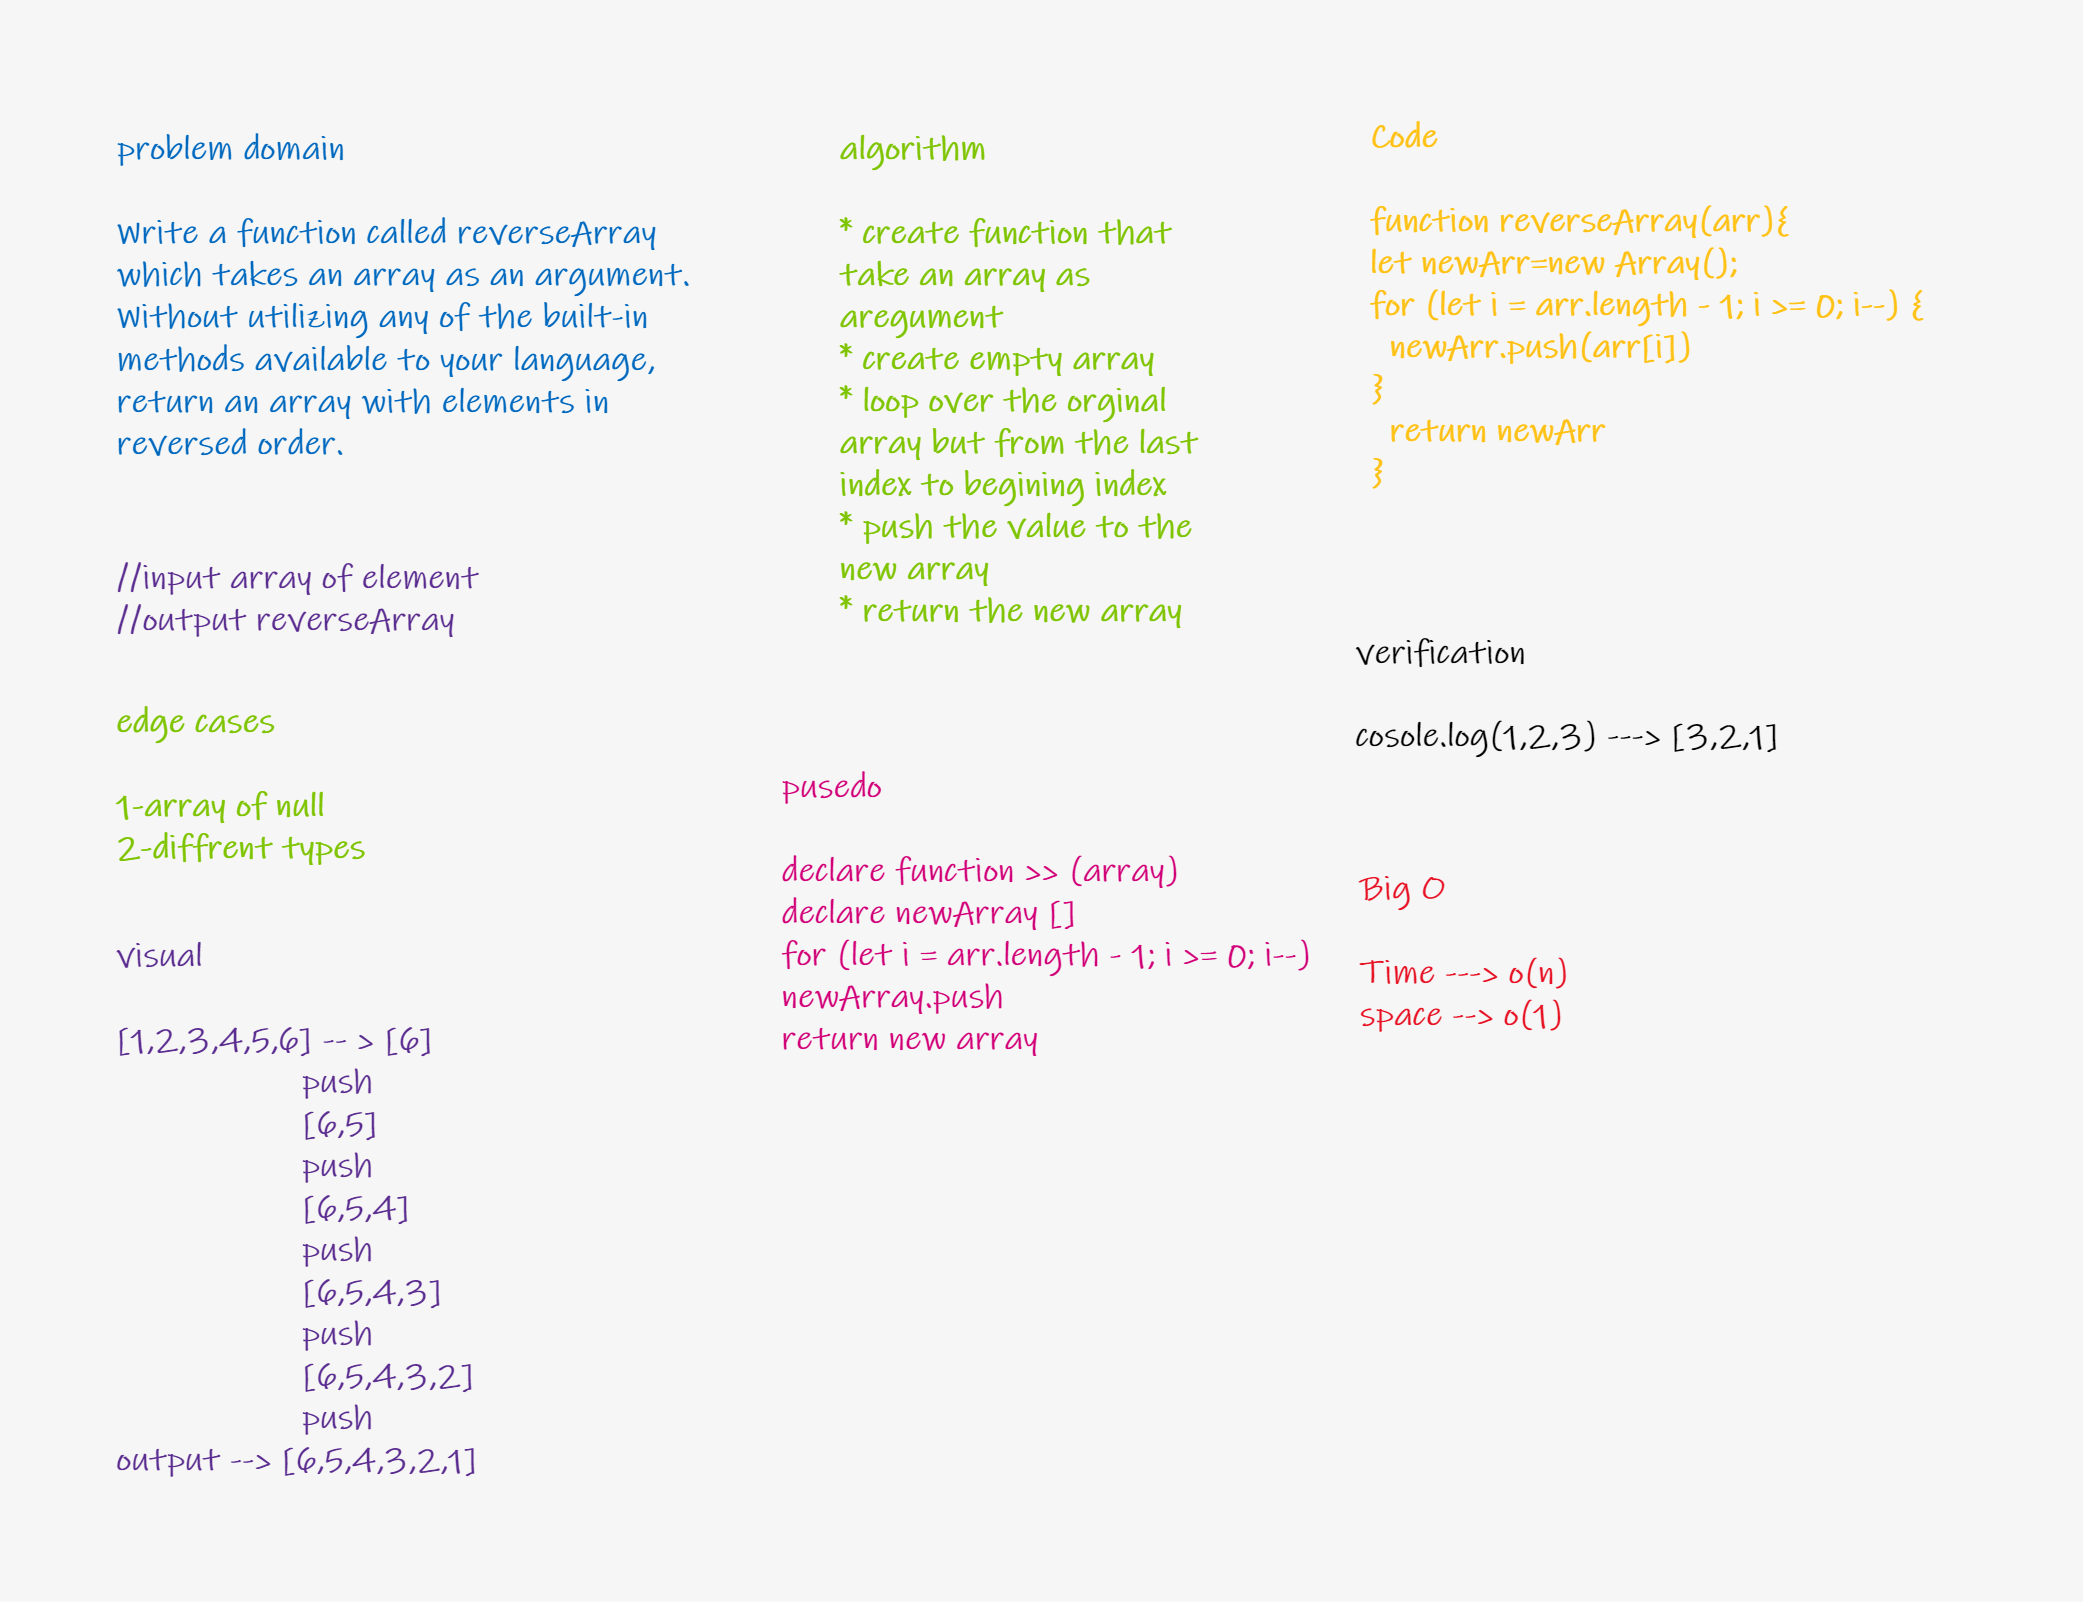 problem domain
Write a function called reverseArray
which takes an array as an argument.
Without utilizing any of the built-in
methods available to your language,
return an array with elements in
reversed order.
//input array of element
//output reverseArray
edge cases
1-array of null
2-diffrent types
visual
[1,2,3,4,5,6] -- > [6]
push
[6,5]
push
[6,5,4]
push
[6,5,4,3]
push
[6,5,4,3,2]
push
output --> [6,5,4,3,2,1]
algorithm
* create function that
take an array as
aregument
* create empty array
* loop over the orginal
array but from the last
index to begining index
* push the value to the
new array
* return the new array
pusedo
declare function >> (array)
declare newArray []
for (let i = arr.length - 1; i >= 0; i--)
newArray.push
return new array
Code
function reverseArray(arr){
let newArr=new Array();
for (let i = arr.length - 1; i >= 0; i--) {
newArr.push(arr[i])
}
return newArr
}
verification
cosole.log(1,2,3) ---> [3,2,1]
Big O
Time ---> o(n)
space --> o(1)